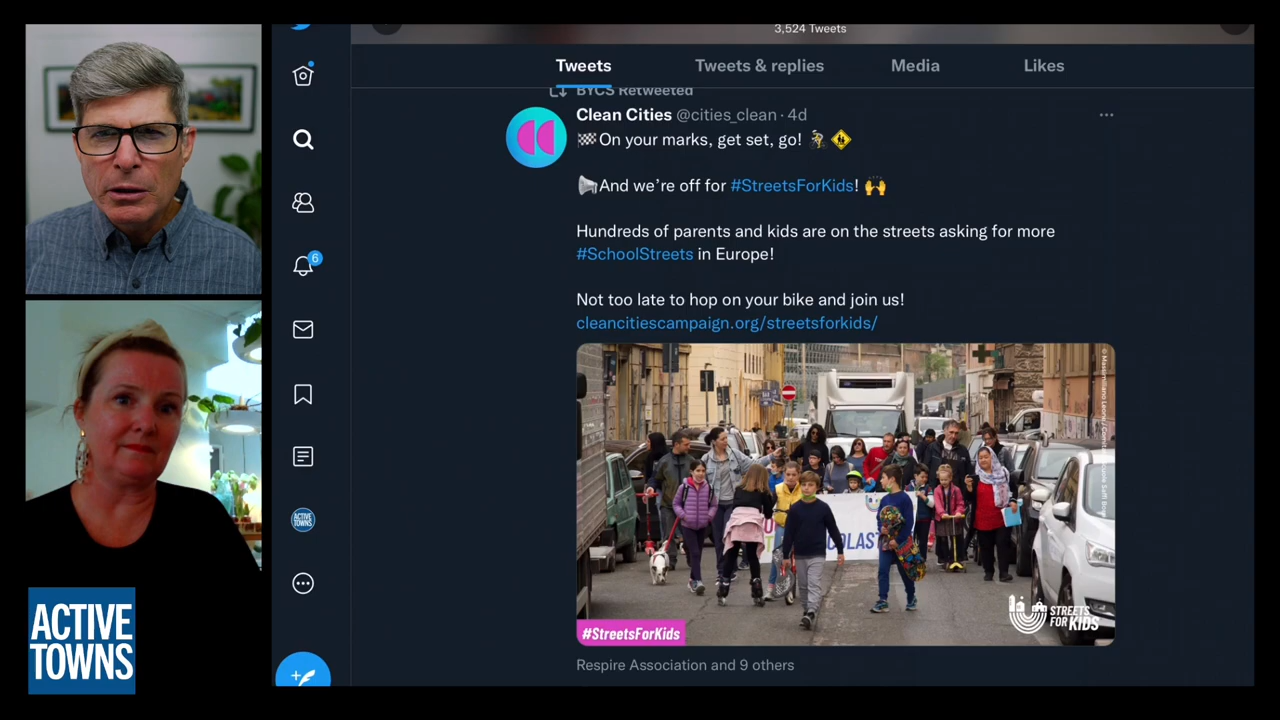 3,524 Tweets
Tweets
Tweets & replies
Media
Likes
BYCS Retweeted
Clean Cities @cities_clean · 4d
🏁On your marks, get set, go! 🚸
📢And we’re off for #StreetsForKids! 🙌
Hundreds of parents and kids are on the streets asking for more
#SchoolStreets in Europe!
Not too late to hop on your bike and join us!
cleancitiescampaign.org/streetsforkids/
6
ACTIVE
TOWNS
STREETS
FOR KIDS
#StreetsForKids
Respire Association and 9 others
ACTIVE
TOWNS